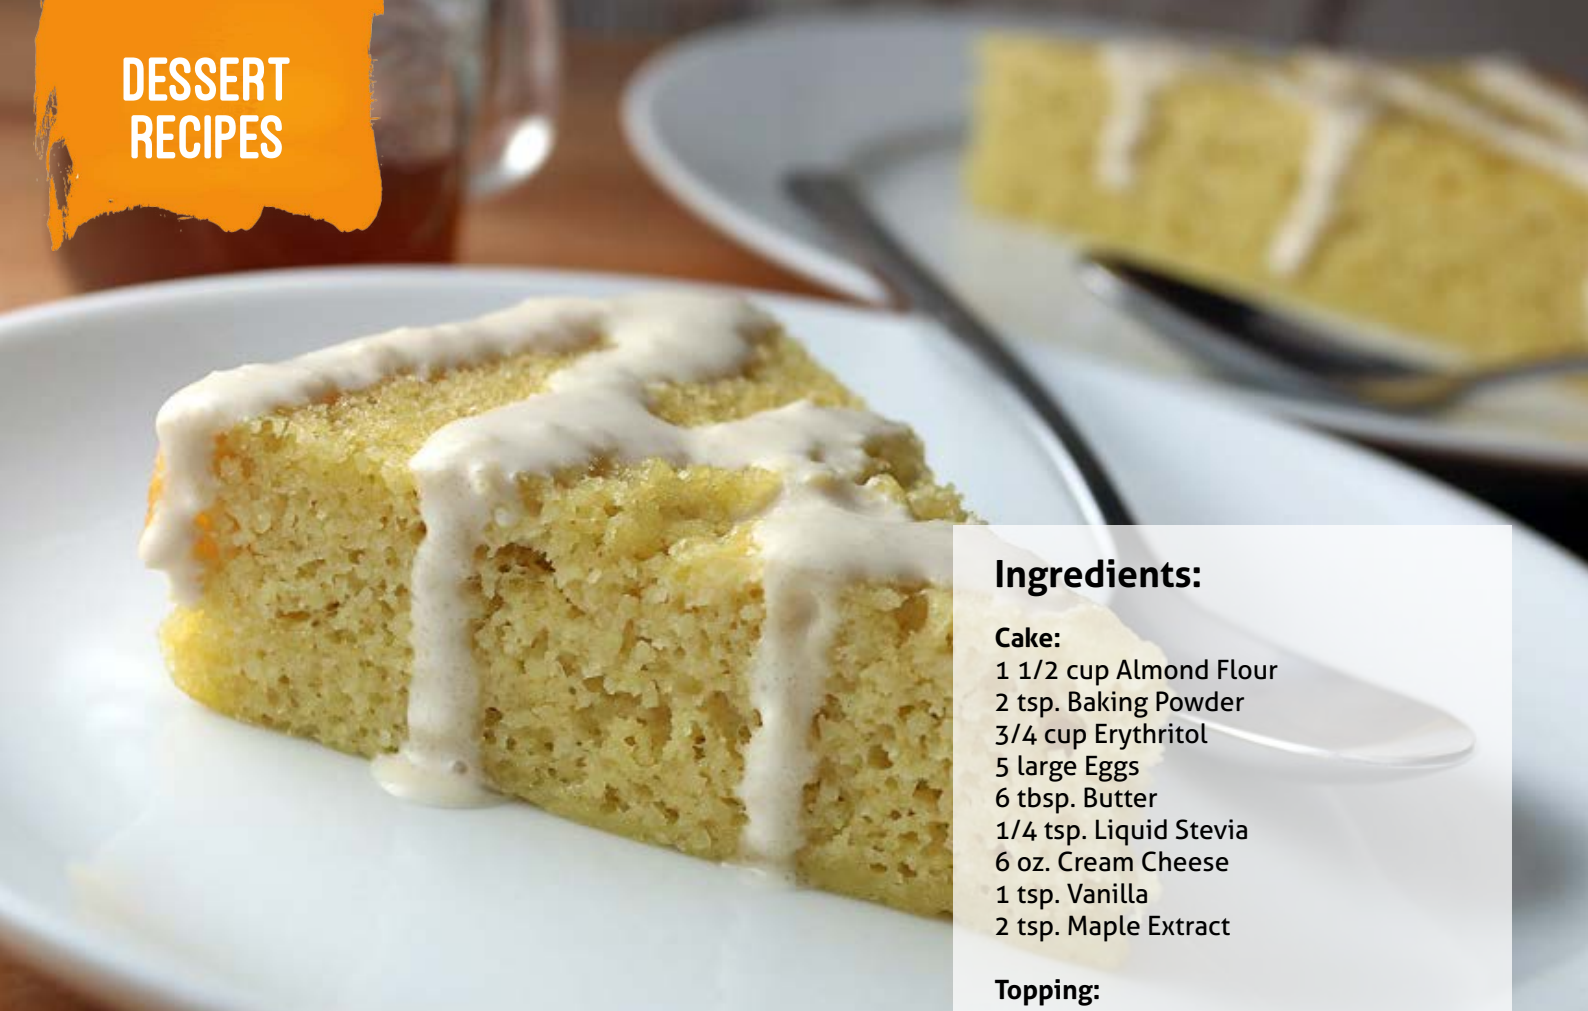 DESSERT
RECIPES
Ingredients:
Cake:
1 1/2 cup Almond Flour
2 tsp. Baking Powder
3/4 cup Erythritol
5 large Eggs
6 tbsp. Butter
1/4 tsp. Liquid Stevia
6 oz. Cream Cheese
1 tsp. Vanilla
2 tsp. Maple Extract
Topping: